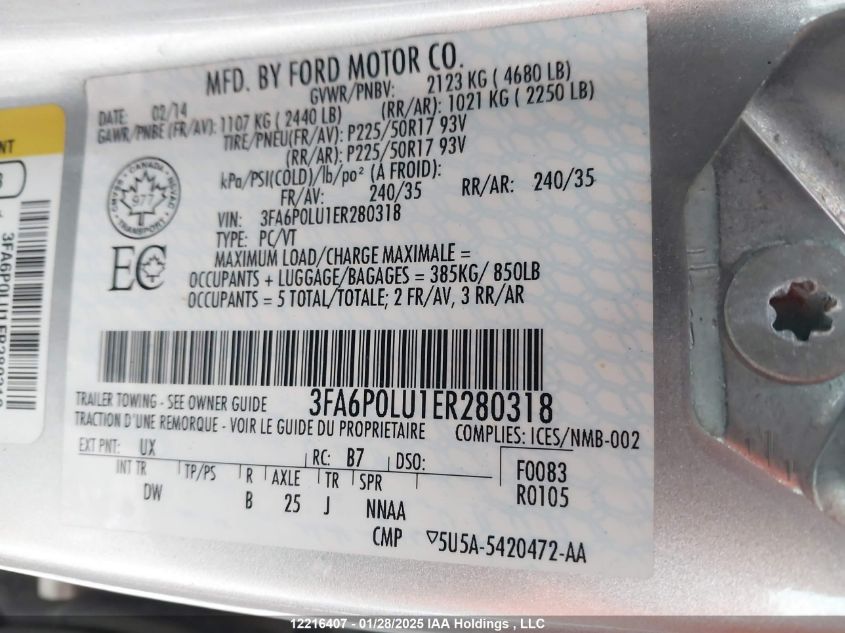 MFD. BY FORD MOTOR CO.
DATE: 02/14 GVWR/PNBV: 2123 KG ( 4680 LB)
GAWR/PNBE (FR/AV): 1107 KG ( 2440 LB) (RR/AR): 1021 KG ( 2250 LB)
TIRE/PNEU(FR/AV): P225/50R17 93V
(RR/AR): P225/50R17 93V
kPa/PSI(COLD)/lb/po² (À FROID):
FR/AV: 240/35 RR/AR: 240/35
VIN: 3FA6P0LU1ER280318
TYPE: PC/VT
MAXIMUM LOAD/CHARGE MAXIMALE =
OCCUPANTS + LUGGAGE/BAGAGES = 385KG/ 850LB
OCCUPANTS = 5 TOTAL/TOTALE; 2 FR/AV, 3 RR/AR
CANADA
977
TRANSPORT
EC
TRAILER TOWING - SEE OWNER GUIDE 3FA6P0LU1ER280318
TRACTION D'UNE REMORQUE - VOIR LE GUIDE DU PROPRIETAIRE COMPLIES: ICES/NMB-002
EXT PNT: UX RC: B7 DSO: F0083
INT TR TP/PS R AXLE TR SPR R0105
DW B 25 J NNAA
CMP 5U5A-5420472-AA
NT
3FA6P0LU1ER280318
12216407 - 01/28/2025 IAA Holdings , LLC